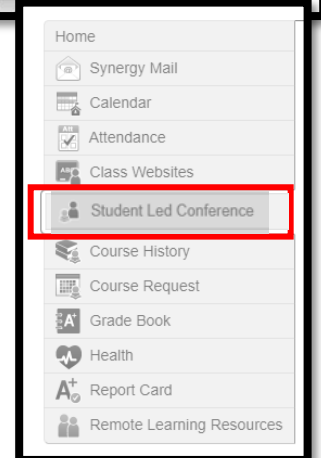 Home
Synergy Mail
Calendar
Attendance
Class Websites
Student Led Conference
Course History
Course Request
Grade Book
Health
Report Card
Remote Learning Resources